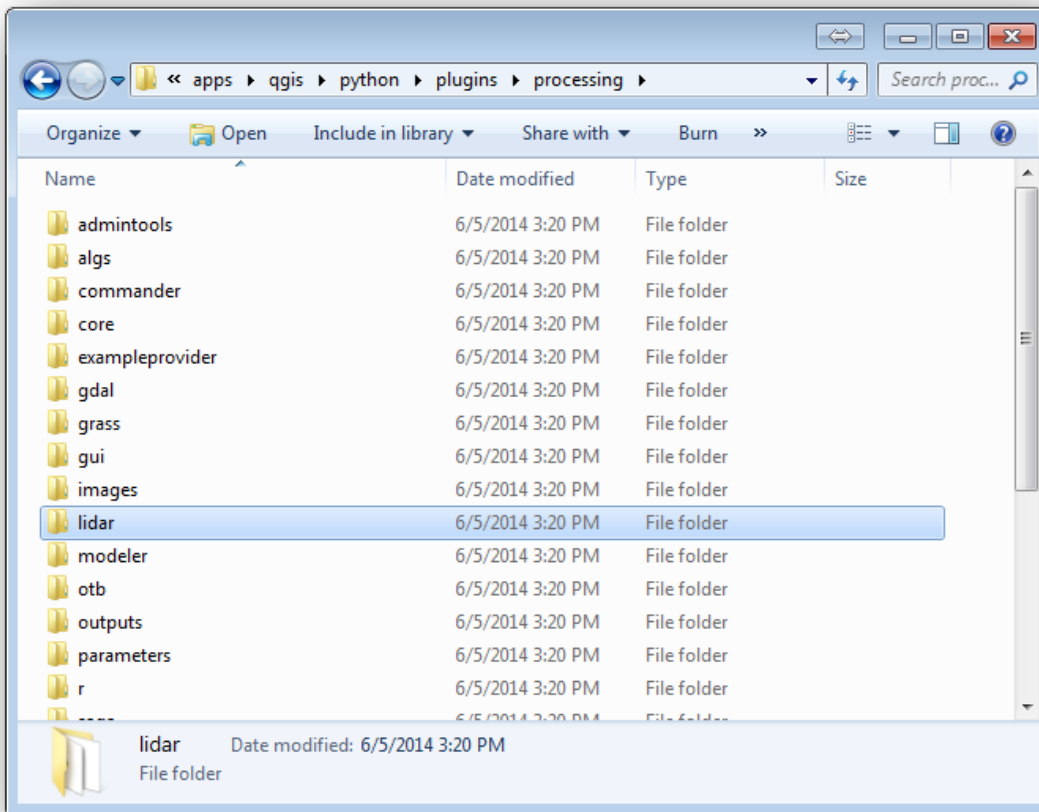 « apps ▸ qgis ▸ python ▸ plugins ▸ processing ▸ Search proc...
Organize ▾ Open Include in library ▾ Share with ▾ Burn »
Name Date modified Type Size
admintools 6/5/2014 3:20 PM File folder
algs 6/5/2014 3:20 PM File folder
commander 6/5/2014 3:20 PM File folder
core 6/5/2014 3:20 PM File folder
exampleprovider 6/5/2014 3:20 PM File folder
gdal 6/5/2014 3:20 PM File folder
grass 6/5/2014 3:20 PM File folder
gui 6/5/2014 3:20 PM File folder
images 6/5/2014 3:20 PM File folder
lidar 6/5/2014 3:20 PM File folder
modeler 6/5/2014 3:20 PM File folder
otb 6/5/2014 3:20 PM File folder
outputs 6/5/2014 3:20 PM File folder
parameters 6/5/2014 3:20 PM File folder
r 6/5/2014 3:20 PM File folder
6/5/2014 3:20 PM File folder
lidar Date modified: 6/5/2014 3:20 PM
File folder